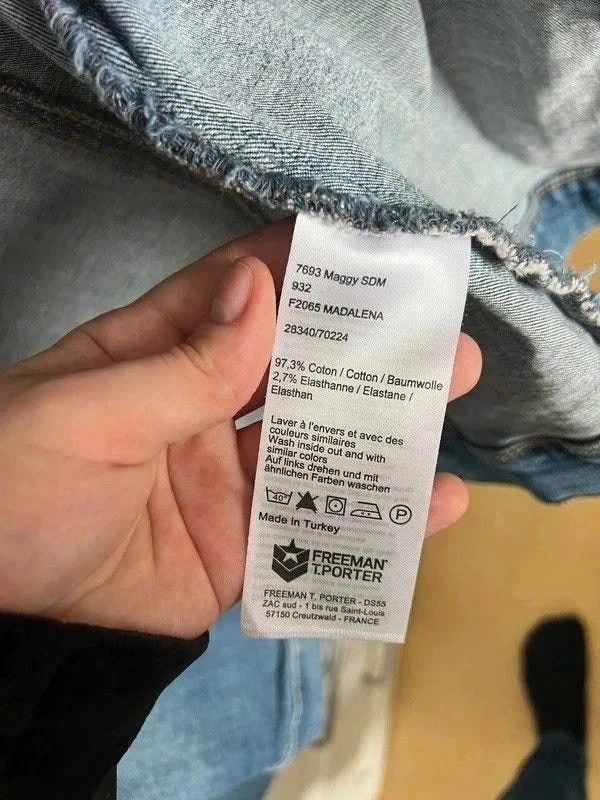 7693 Maggy SDM
932
F2065 MADALENA
28340/70224
97,3% Coton / Cotton / Baumwolle
2,7% Elasthanne / Elastane /
Elasthan
Laver à l'envers et avec des
couleurs similaires
Wash inside out and with
similar colors
Auf links drehen und mit
ähnlichen Farben waschen
40° P
Made in Turkey
FREEMAN
T.PORTER
FREEMAN T. PORTER - DS55
ZAC sud - 1 bis rue Saint-Louis
57150 Creutzwald - FRANCE